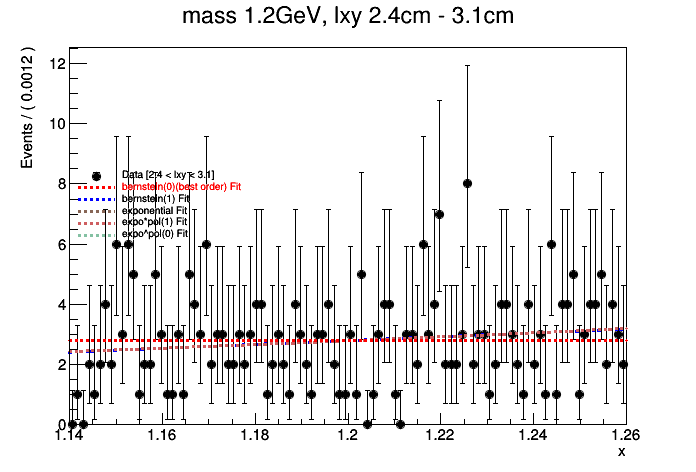 mass 1.2GeV, lxy 2.4cm - 3.1cm
Events / ( 0.0012 )
12
10
8
6
4
2
0
Data [2.4 < lxy < 3.1]
bernstein(0)(best order) Fit
bernstein(1) Fit
exponential Fit
expo*pol(1) Fit
expo^pol(0) Fit
1.14 1.16 1.18 1.2 1.22 1.24 1.26
x